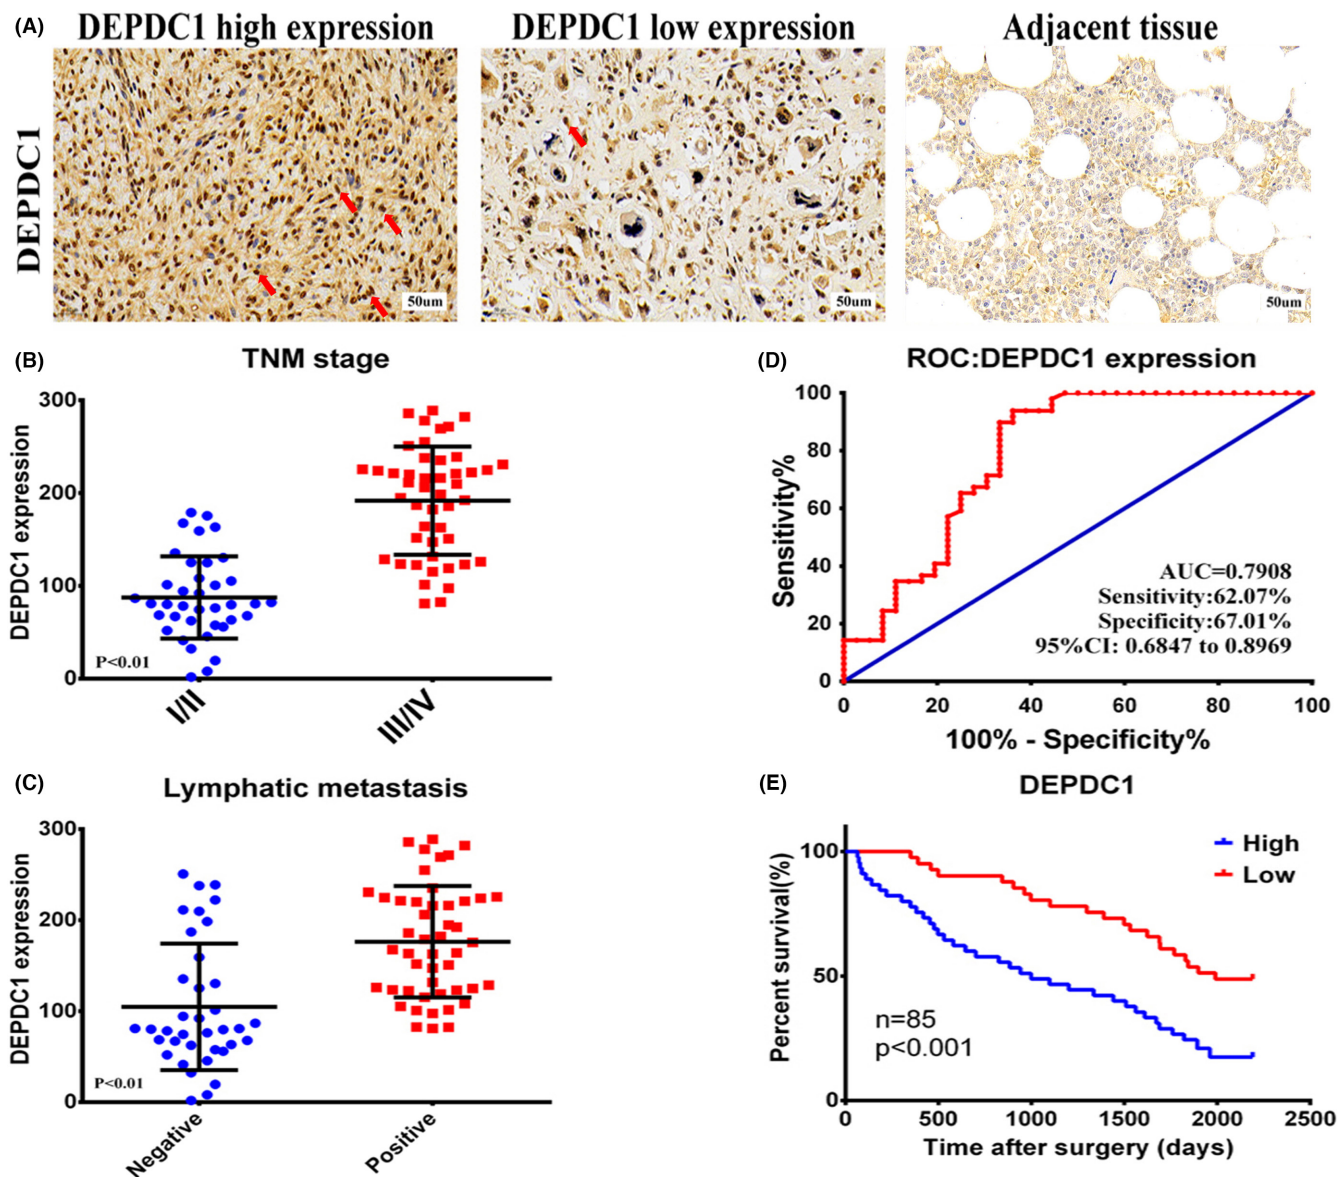 (A)
DEPDC1 high expression
DEPDC1 low expression
Adjacent tissue
DEPDC1
50um
50um
50um
(B)
TNM stage
DEPDC1 expression
300
200
100
0
P<0.01
I/II
III/IV
(D)
ROC:DEPDC1 expression
Sensitivity%
100
80
60
40
20
0
AUC=0.7908
Sensitivity:62.07%
Specificity:67.01%
95%CI: 0.6847 to 0.8969
0 20 40 60 80 100
100% - Specificity%
(C)
Lymphatic metastasis
DEPDC1 expression
300
200
100
0
P<0.01
Negative
Positive
(E)
DEPDC1
Percent survival(%)
100
50
0
High
Low
n=85
p<0.001
0 500 1000 1500 2000 2500
Time after surgery (days)